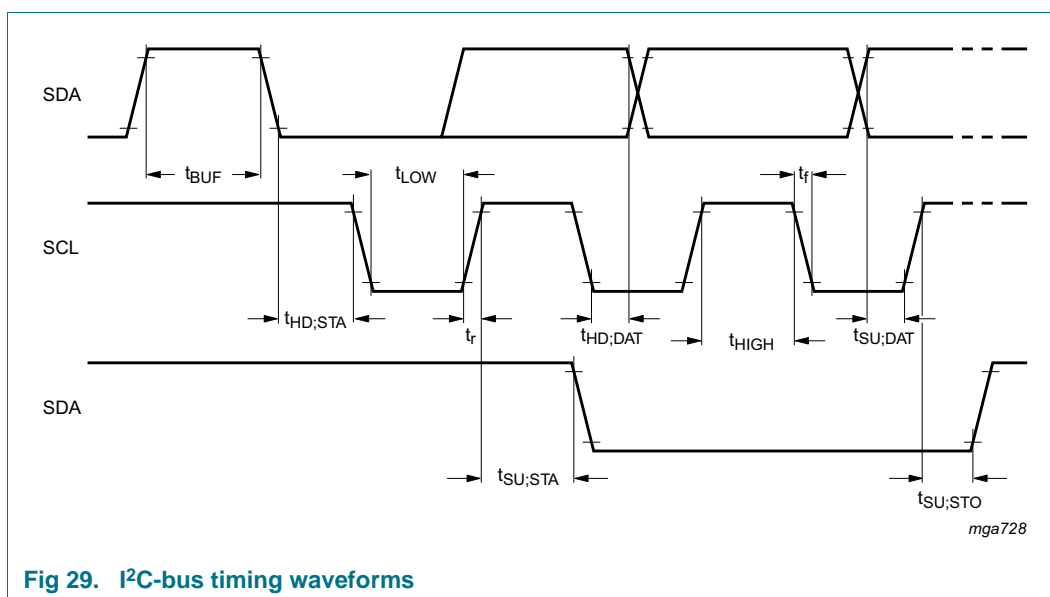 SDA
tBUF
tLOW
tf
SCL
tHD;STA
tr
tHD;DAT
tHIGH
tSU;DAT
SDA
tSU;STA
tSU;STO
mga728
Fig 29. I²C-bus timing waveforms